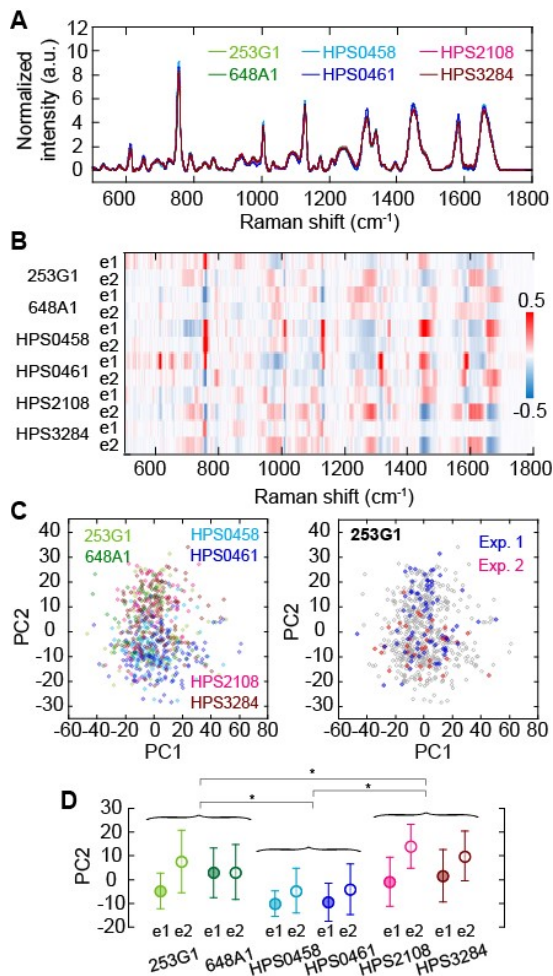 A
Normalized
intensity (a.u.)
12
10
8
6
4
2
0
253G1 HPS0458 HPS2108
648A1 HPS0461 HPS3284
600 800 1000 1200 1400 1600 1800
Raman shift (cm-1)
B
253G1
648A1
HPS0458
HPS0461
HPS2108
HPS3284
e1
e2
e1
e2
e1
e2
e1
e2
e1
e2
e1
e2
0.5
-0.5
600 800 1000 1200 1400 1600 1800
Raman shift (cm-1)
C
PC2
40
30
20
10
0
-10
-20
-30
253G1 HPS0458
648A1 HPS0461
HPS2108
HPS3284
-60 -40 -20 0 20 40 60 80
PC1
PC2
40
30
20
10
0
-10
-20
-30
253G1
Exp. 1
Exp. 2
-60 -40 -20 0 20 40 60 80
PC1
D
PC2
30
20
10
0
-10
-20
*
*
*
e1 e2 e1 e2 e1 e2 e1 e2 e1 e2 e1 e2
253G1 648A1 HPS0458 HPS0461 HPS2108 HPS3284